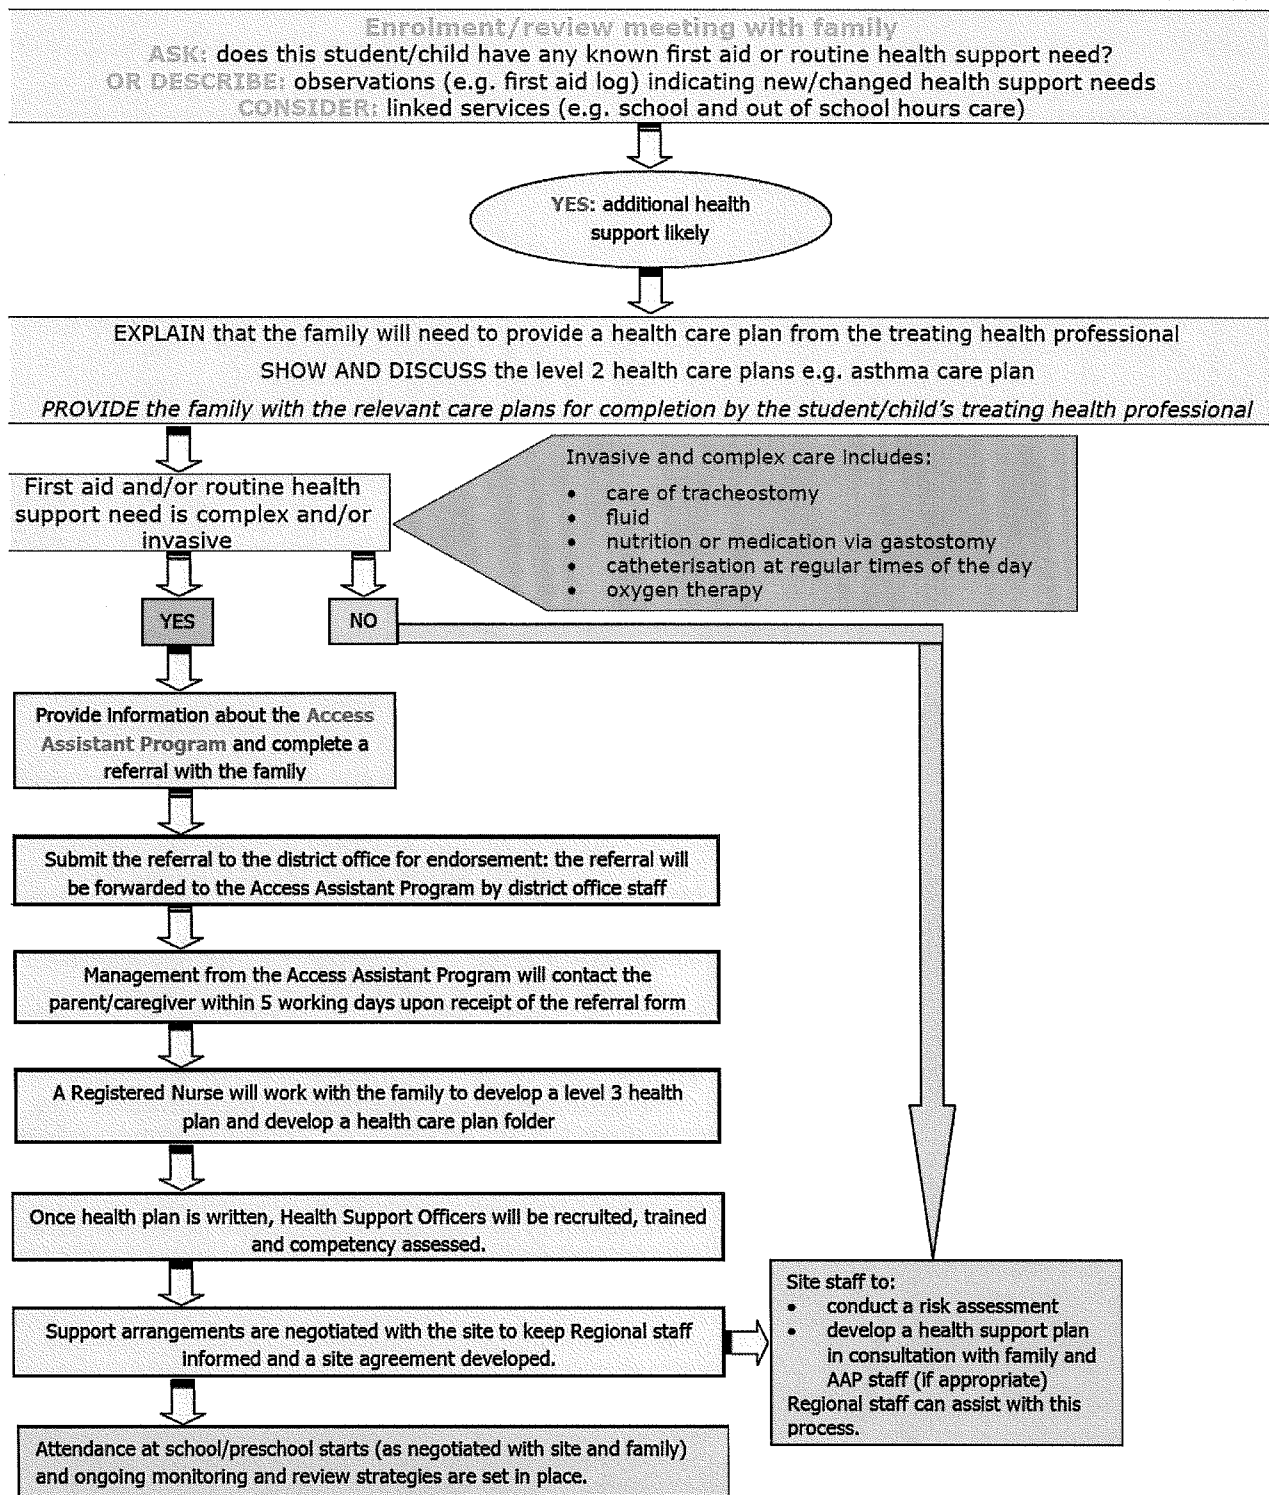 Enrolment/review meeting with family
ASK: does this student/child have any known first aid or routine health support need?
OR DESCRIBE: observations (e.g. first aid log) indicating new/changed health support needs
CONSIDER: linked services (e.g. school and out of school hours care)
YES: additional health
support likely
EXPLAIN that the family will need to provide a health care plan from the treating health professional
SHOW AND DISCUSS the level 2 health care plans e.g. asthma care plan
PROVIDE the family with the relevant care plans for completion by the student/child's treating health professional
First aid and/or routine health
support need is complex and/or
invasive
Invasive and complex care includes:
• care of tracheostomy
• fluid
• nutrition or medication via gastostomy
• catheterisation at regular times of the day
• oxygen therapy
YES
NO
Provide information about the Access
Assistant Program and complete a
referral with the family
Submit the referral to the district office for endorsement: the referral will
be forwarded to the Access Assistant Program by district office staff
Management from the Access Assistant Program will contact the
parent/caregiver within 5 working days upon receipt of the referral form
A Registered Nurse will work with the family to develop a level 3 health
plan and develop a health care plan folder
Once health plan is written, Health Support Officers will be recruited, trained
and competency assessed.
Support arrangements are negotiated with the site to keep Regional staff
informed and a site agreement developed.
Site staff to:
• conduct a risk assessment
• develop a health support plan
in consultation with family and
AAP staff (if appropriate)
Regional staff can assist with this
process.
Attendance at school/preschool starts (as negotiated with site and family)
and ongoing monitoring and review strategies are set in place.